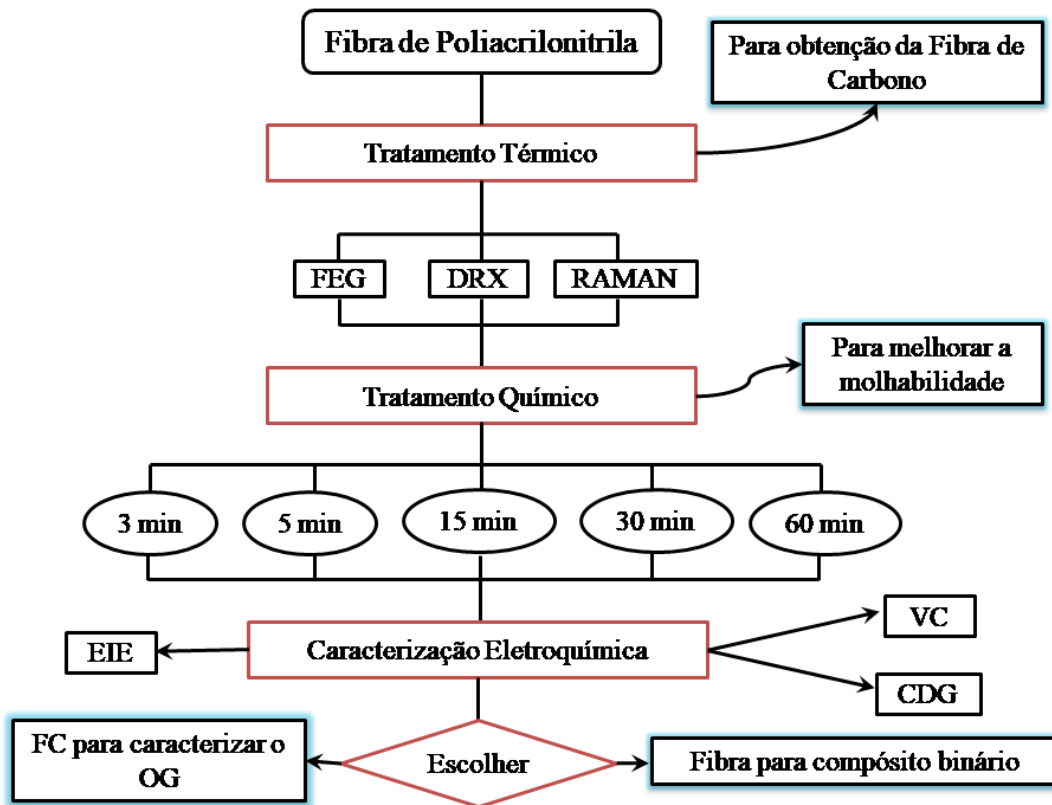 Fibra de Poliacrilonitrila
Para obtenção da Fibra de
Carbono
Tratamento Térmico
FEG
DRX
RAMAN
Para melhorar a
molhabilidade
Tratamento Químico
3 min
5 min
15 min
30 min
60 min
VC
EIE
Caracterização Eletroquímica
CDG
FC para caracterizar o
OG
Escolher
Fibra para compósito binário